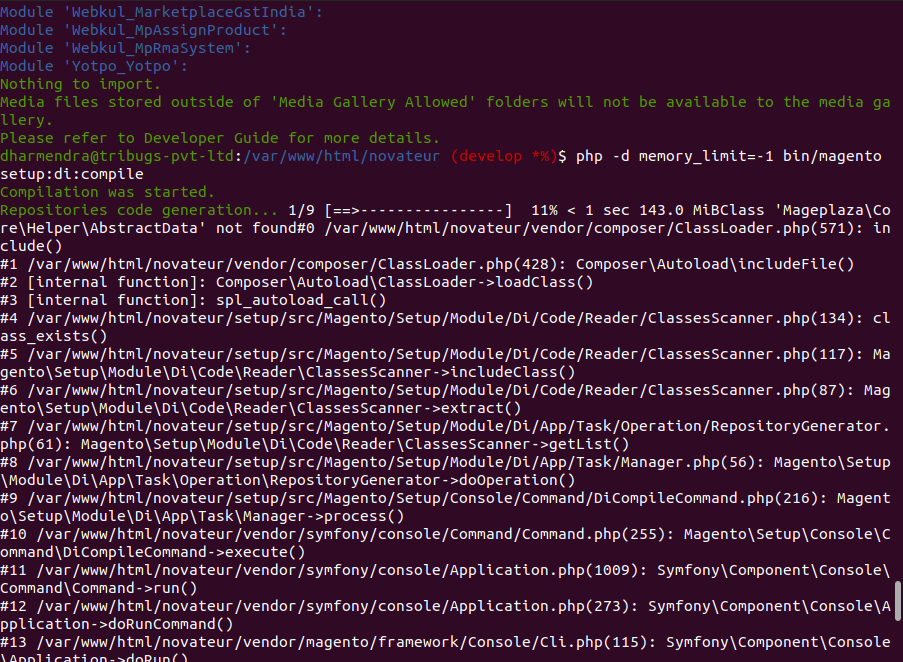 Module 'Webkul_MarketplaceGstIndia':
Module 'Webkul_MpAssignProduct':
Module 'Webkul_MpRmaSystem':
Module 'Yotpo_Yotpo':
Nothing to import.
Media files stored outside of 'Media Gallery Allowed' folders will not be available to the media ga
llery.
Please refer to Developer Guide for more details.
dharmendra@tribugs-pvt-ltd:/var/www/html/novateur (develop *%)$ php -d memory_limit=-1 bin/magento
setup:di:compile
Compilation was started.
Repositories code generation... 1/9 [==>----------------]  11% < 1 sec 143.0 MiBClass 'Mageplaza\Co
re\Helper\AbstractData' not found#0 /var/www/html/novateur/vendor/composer/ClassLoader.php(571): in
clude()
#1 /var/www/html/novateur/vendor/composer/ClassLoader.php(428): Composer\Autoload\includeFile()
#2 [internal function]: Composer\Autoload\ClassLoader->loadClass()
#3 [internal function]: spl_autoload_call()
#4 /var/www/html/novateur/setup/src/Magento/Setup/Module/Di/Code/Reader/ClassesScanner.php(134): cl
ass_exists()
#5 /var/www/html/novateur/setup/src/Magento/Setup/Module/Di/Code/Reader/ClassesScanner.php(117): Ma
gento\Setup\Module\Di\Code\Reader\ClassesScanner->includeClass()
#6 /var/www/html/novateur/setup/src/Magento/Setup/Module/Di/Code/Reader/ClassesScanner.php(87): Mag
ento\Setup\Module\Di\Code\Reader\ClassesScanner->extract()
#7 /var/www/html/novateur/setup/src/Magento/Setup/Module/Di/App/Task/Operation/RepositoryGenerator.
php(61): Magento\Setup\Module\Di\Code\Reader\ClassesScanner->getList()
#8 /var/www/html/novateur/setup/src/Magento/Setup/Module/Di/App/Task/Manager.php(56): Magento\Setup
\Module\Di\App\Task\Operation\RepositoryGenerator->doOperation()
#9 /var/www/html/novateur/setup/src/Magento/Setup/Console/Command/DiCompileCommand.php(216): Magent
o\Setup\Module\Di\App\Task\Manager->process()
#10 /var/www/html/novateur/vendor/symfony/console/Command/Command.php(255): Magento\Setup\Console\C
ommand\DiCompileCommand->execute()
#11 /var/www/html/novateur/vendor/symfony/console/Application.php(1009): Symfony\Component\Console\
Command\Command->run()
#12 /var/www/html/novateur/vendor/symfony/console/Application.php(273): Symfony\Component\Console\A
pplication->doRunCommand()
#13 /var/www/html/novateur/vendor/magento/framework/Console/Cli.php(115): Symfony\Component\Console
\Application->doRun()